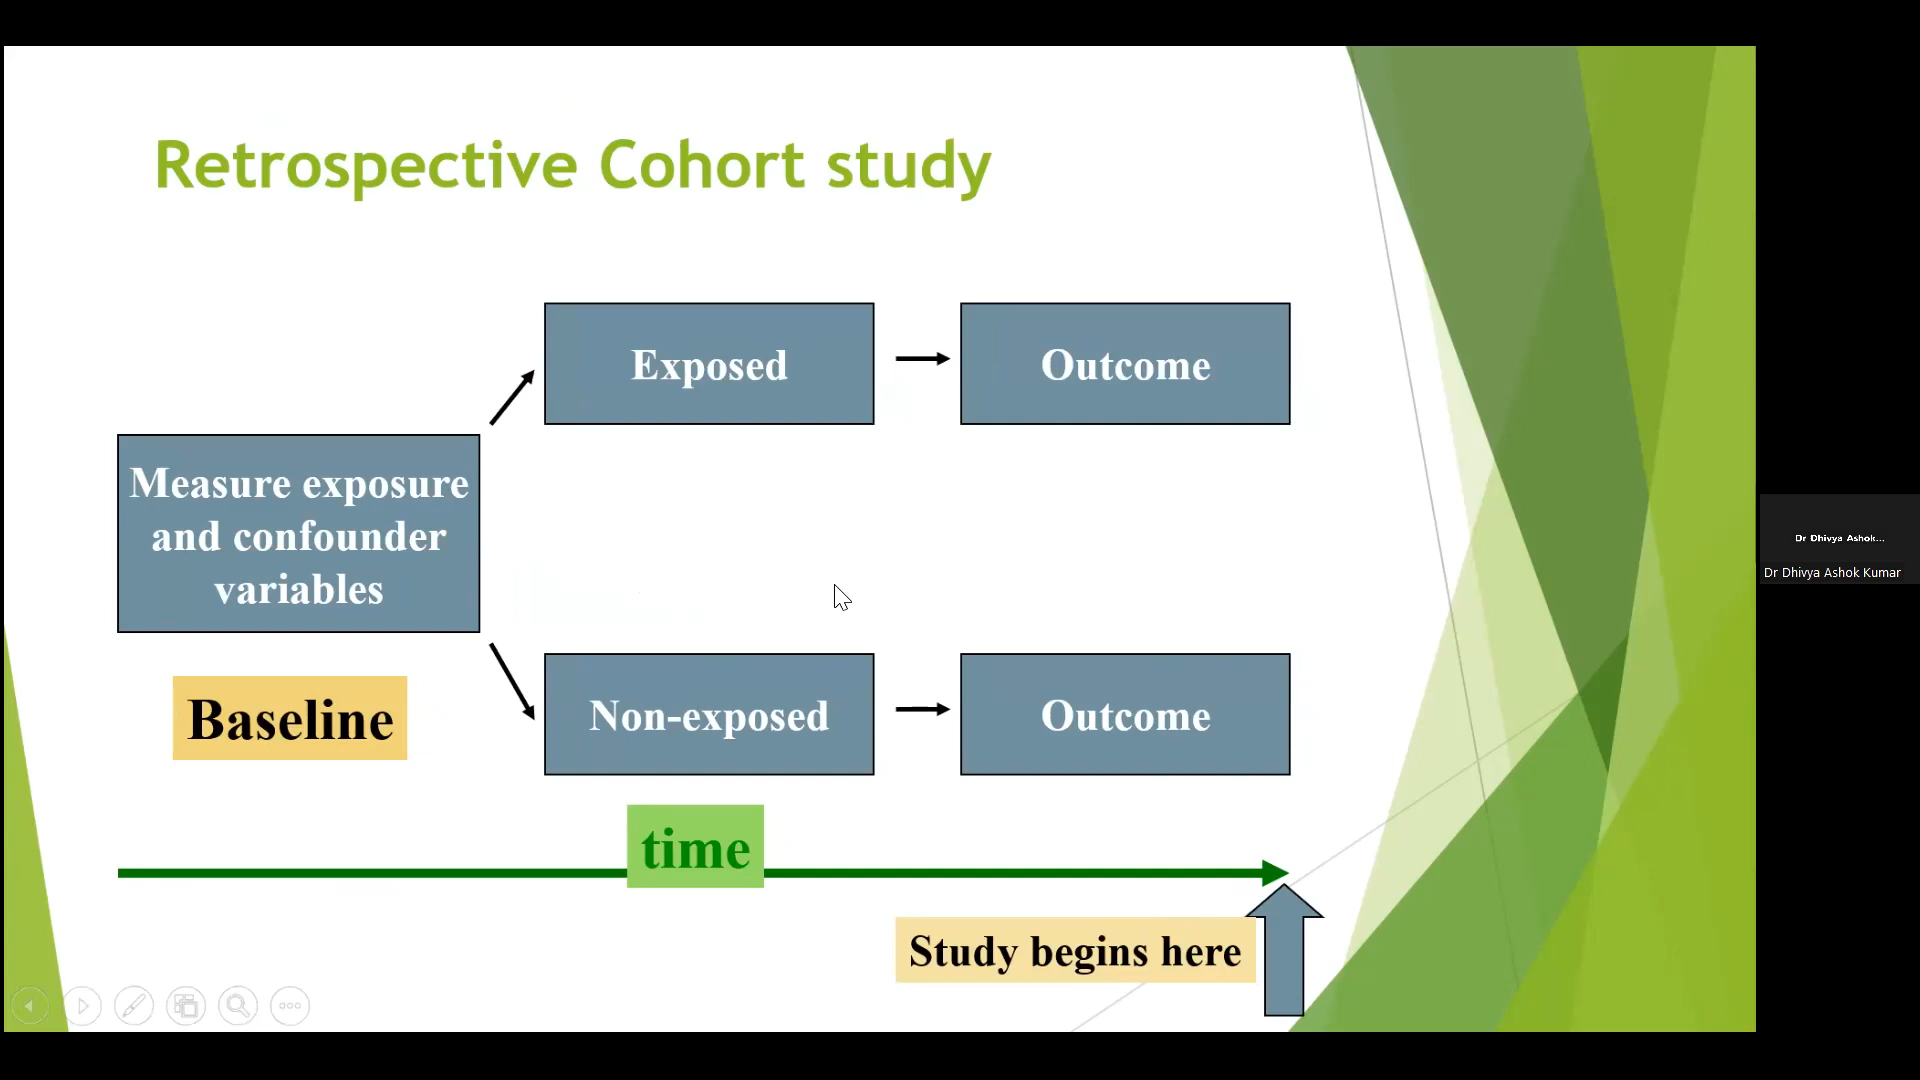 Retrospective Cohort study
Exposed
Outcome
Measure exposure
and confounder
variables
Baseline
Non-exposed
Outcome
time
Study begins here
Dr Dhivya Ashok...
Dr Dhivya Ashok Kumar